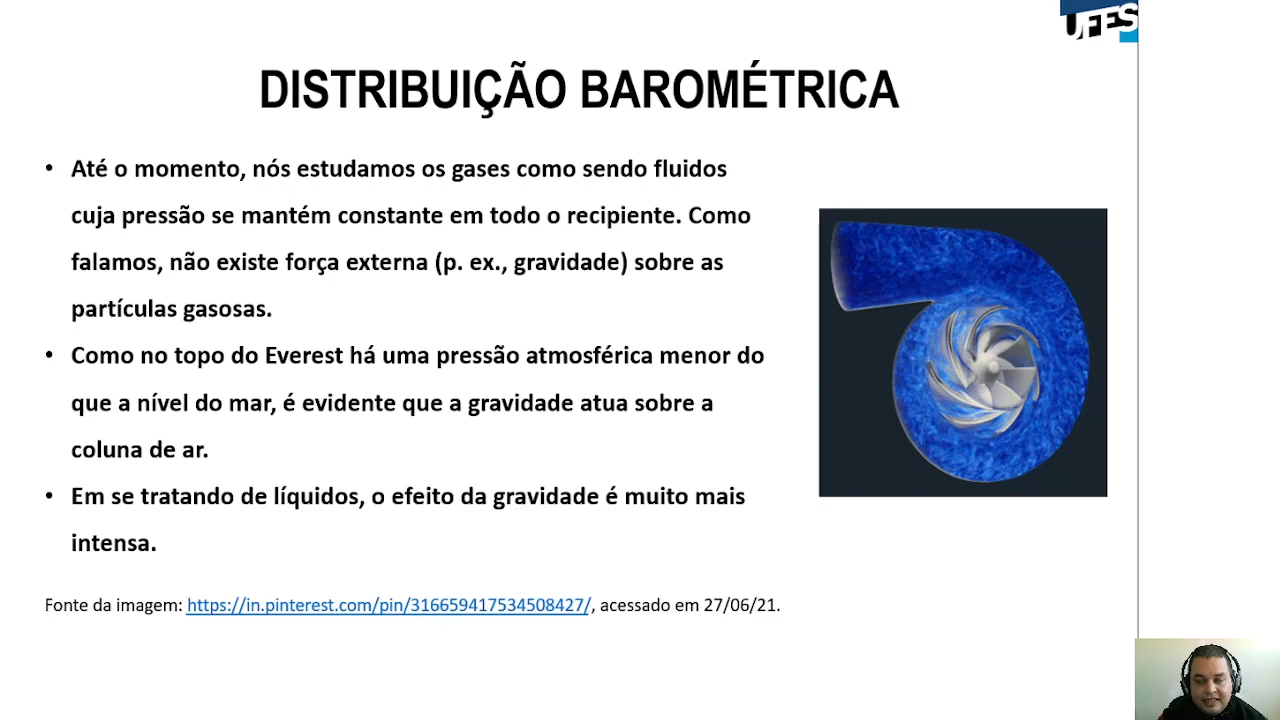 UFES
DISTRIBUIÇÃO BAROMÉTRICA
• Até o momento, nós estudamos os gases como sendo fluidos
cuja pressão se mantém constante em todo o recipiente. Como
falamos, não existe força externa (p. ex., gravidade) sobre as
partículas gasosas.
• Como no topo do Everest há uma pressão atmosférica menor do
que a nível do mar, é evidente que a gravidade atua sobre a
coluna de ar.
• Em se tratando de líquidos, o efeito da gravidade é muito mais
intensa.
Fonte da imagem: https://in.pinterest.com/pin/316659417534508427/, acessado em 27/06/21.